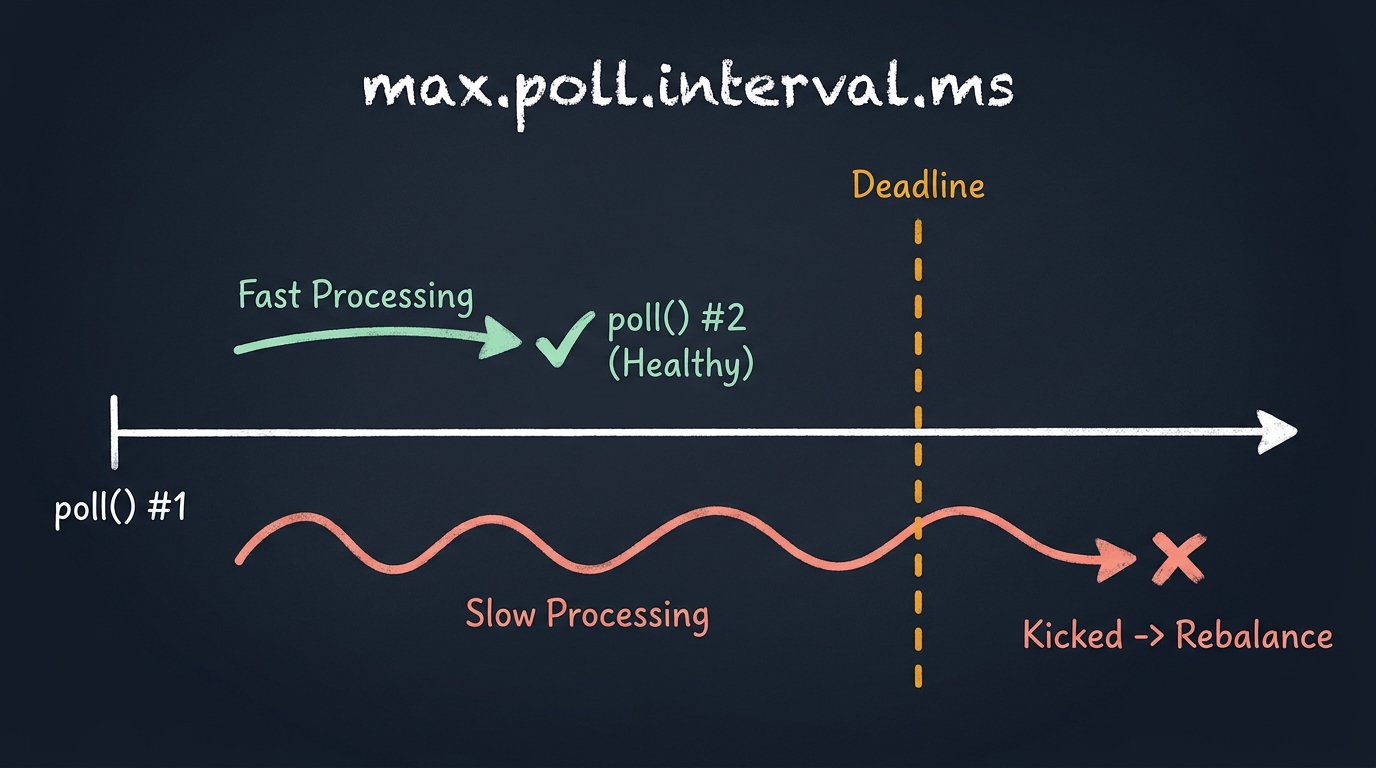 max.poll.interval.ms
Deadline
Fast Processing
poll() #2
(Healthy)
poll() #1
Slow Processing
Kicked -> Rebalance